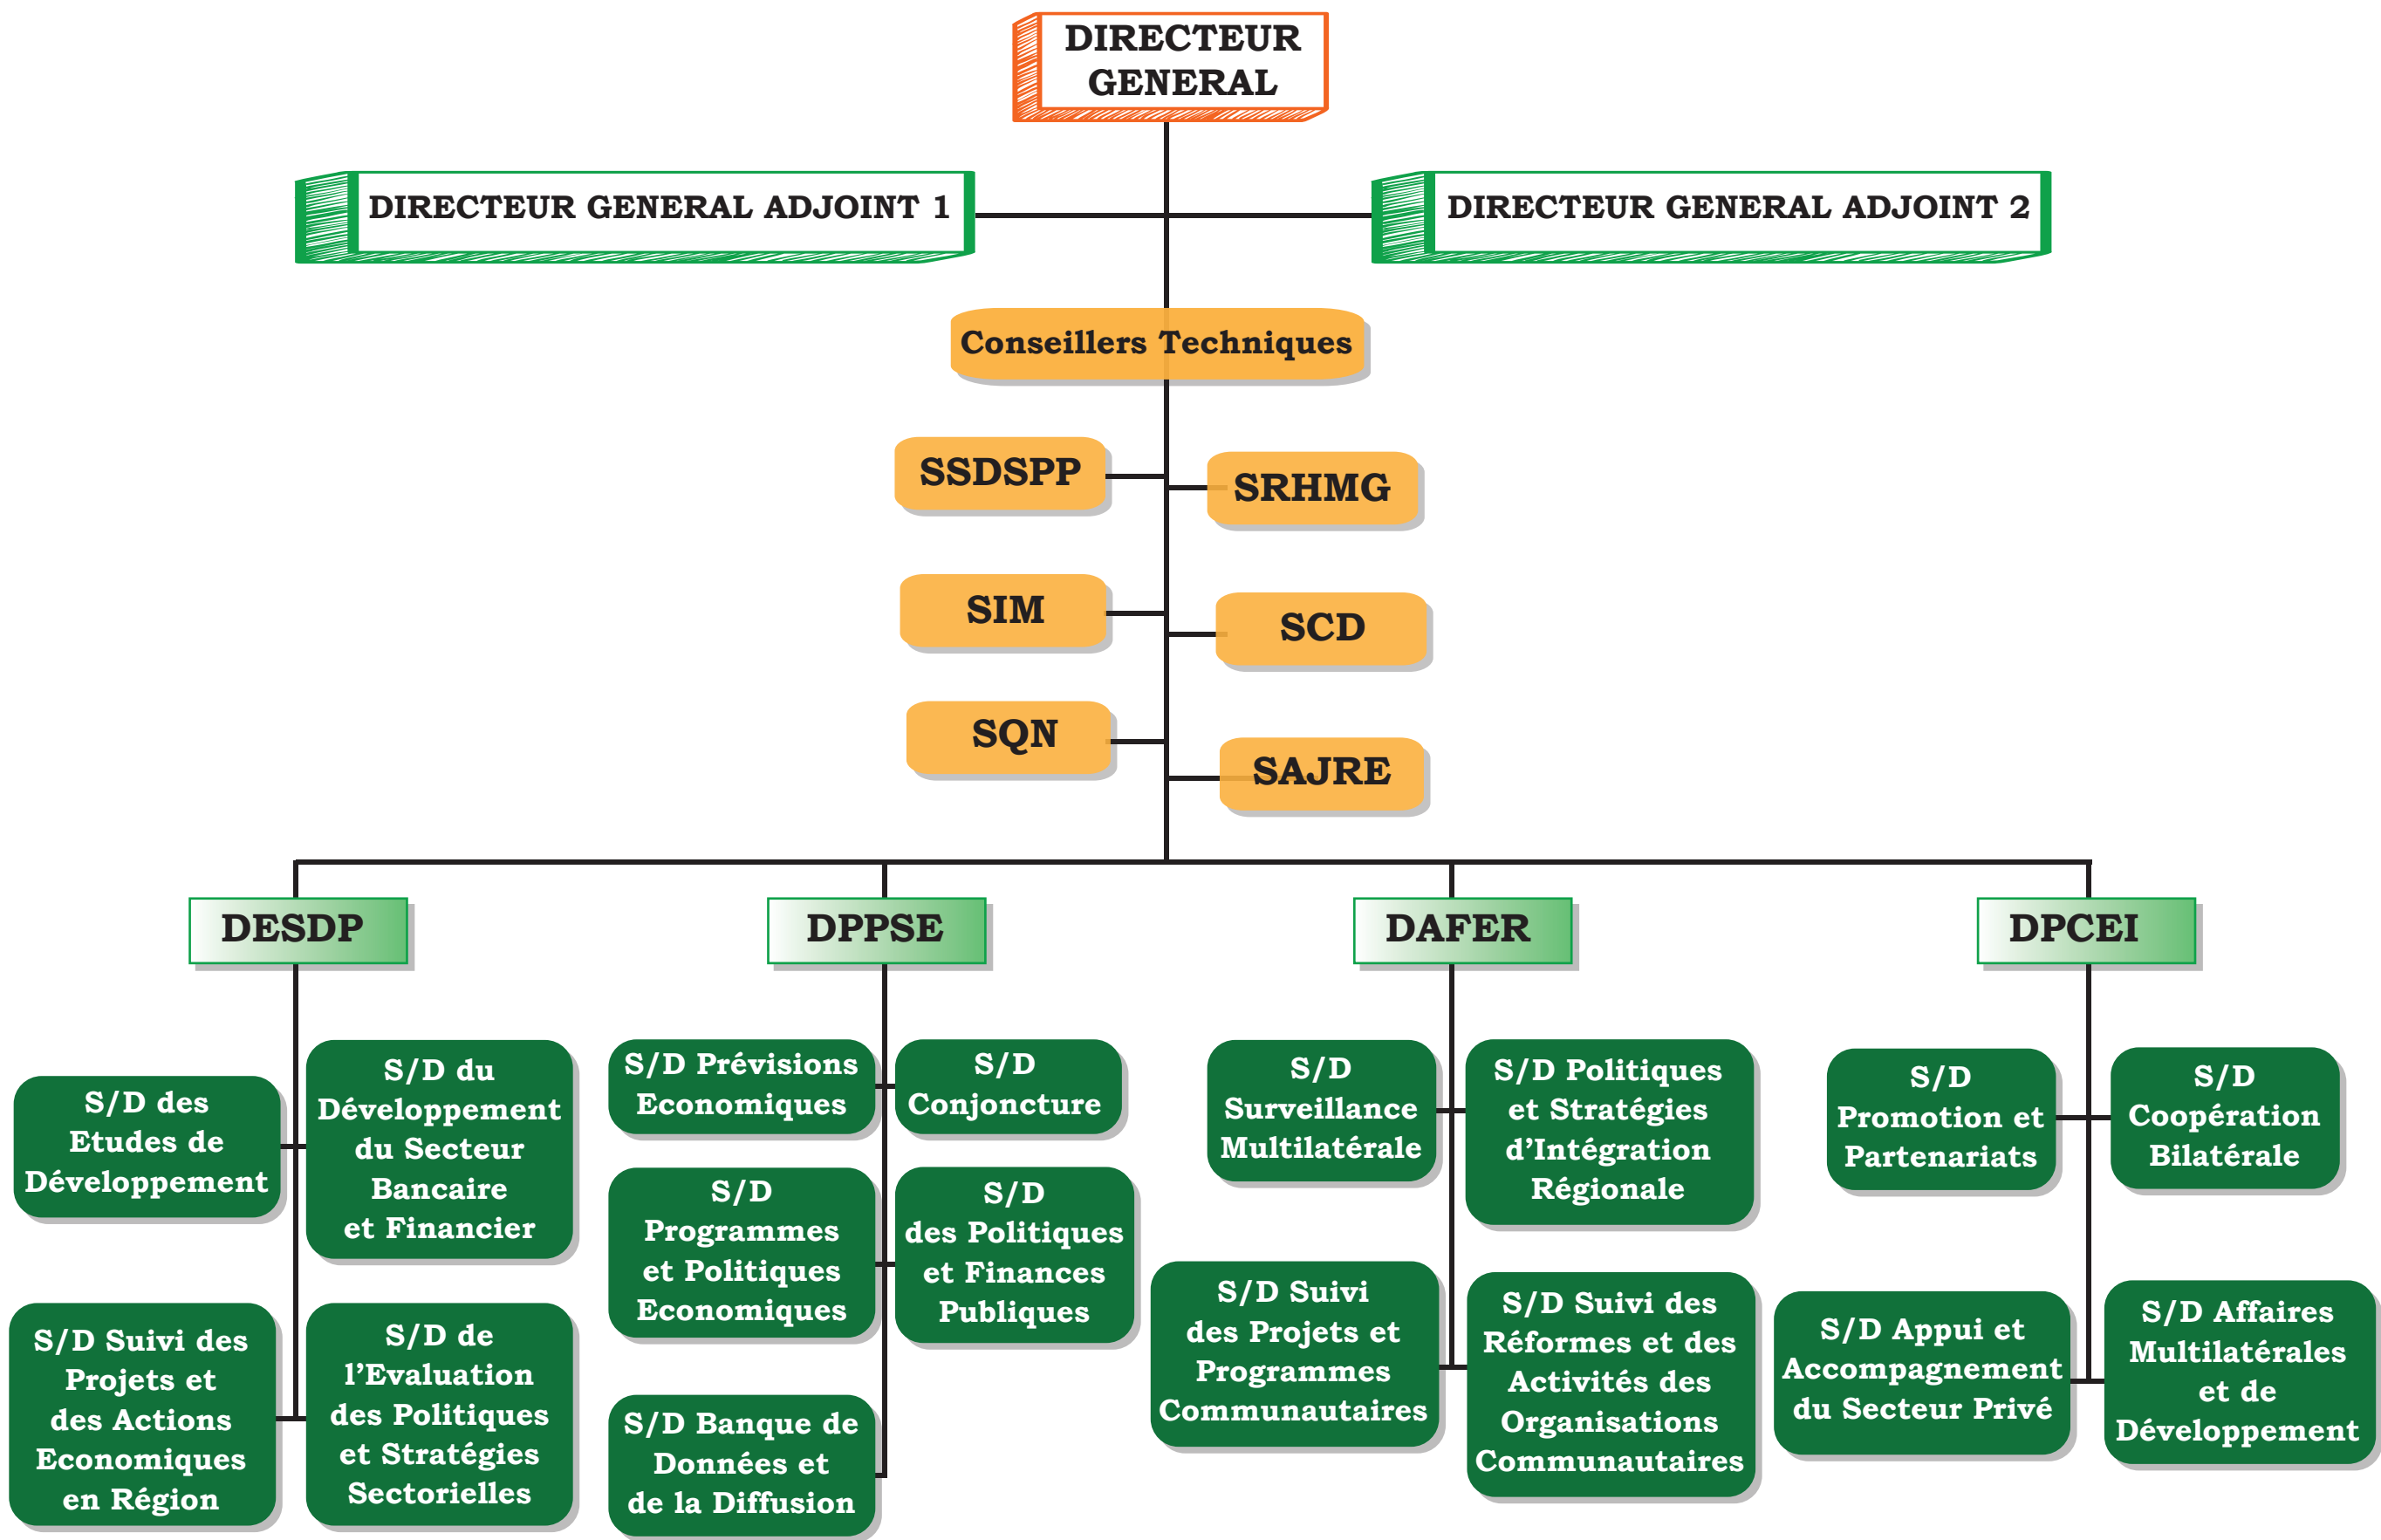 DIRECTEUR
GENERAL
DIRECTEUR GENERAL ADJOINT 1
DIRECTEUR GENERAL ADJOINT 2
Conseillers Techniques
SSDSPP
SRHMG
SIM
SCD
SQN
SAJRE
DESDP
DPPSE
DAFER
DPCEI
S/D des
Etudes de
Développement
S/D du
Développement
du Secteur
Bancaire
et Financier
S/D Suivi des
Projets et
des Actions
Economiques
en Région
S/D de
l'Evaluation
des Politiques
et Stratégies
Sectorielles
S/D Prévisions
Economiques
S/D
Conjoncture
S/D
Programmes
et Politiques
Economiques
S/D
des Politiques
et Finances
Publiques
S/D Banque de
Données et
de la Diffusion
S/D
Surveillance
Multilatérale
S/D Politiques
et Stratégies
d'Intégration
Régionale
S/D Suivi
des Projets et
Programmes
Communautaires
S/D Suivi des
Réformes et des
Activités des
Organisations
Communautaires
S/D
Promotion et
Partenariats
S/D
Coopération
Bilatérale
S/D Appui et
Accompagnement
du Secteur Privé
S/D Affaires
Multilatérales
et de
Développement